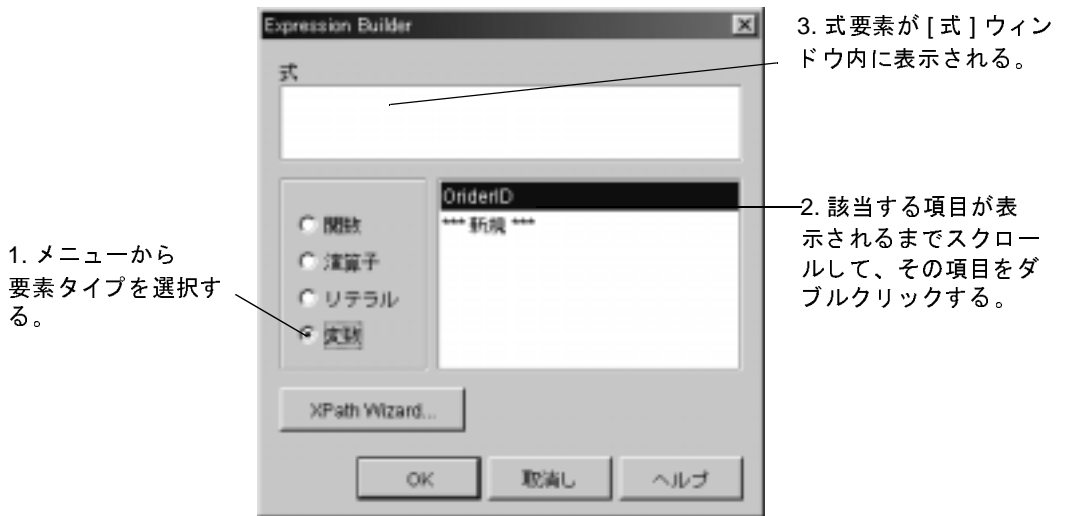 Expression Builder
式
OriderID
*** 新規 ***
関数
演算子
リテラル
変数
XPath Wizard...
OK
取消し
ヘルプ
1. メニューから
要素タイプを選択す
る。
2. 該当する項目が表
示されるまでスクロー
ルして、その項目をダ
ブルクリックする。
3. 式要素が [ 式 ] ウィン
ドウ内に表示される。